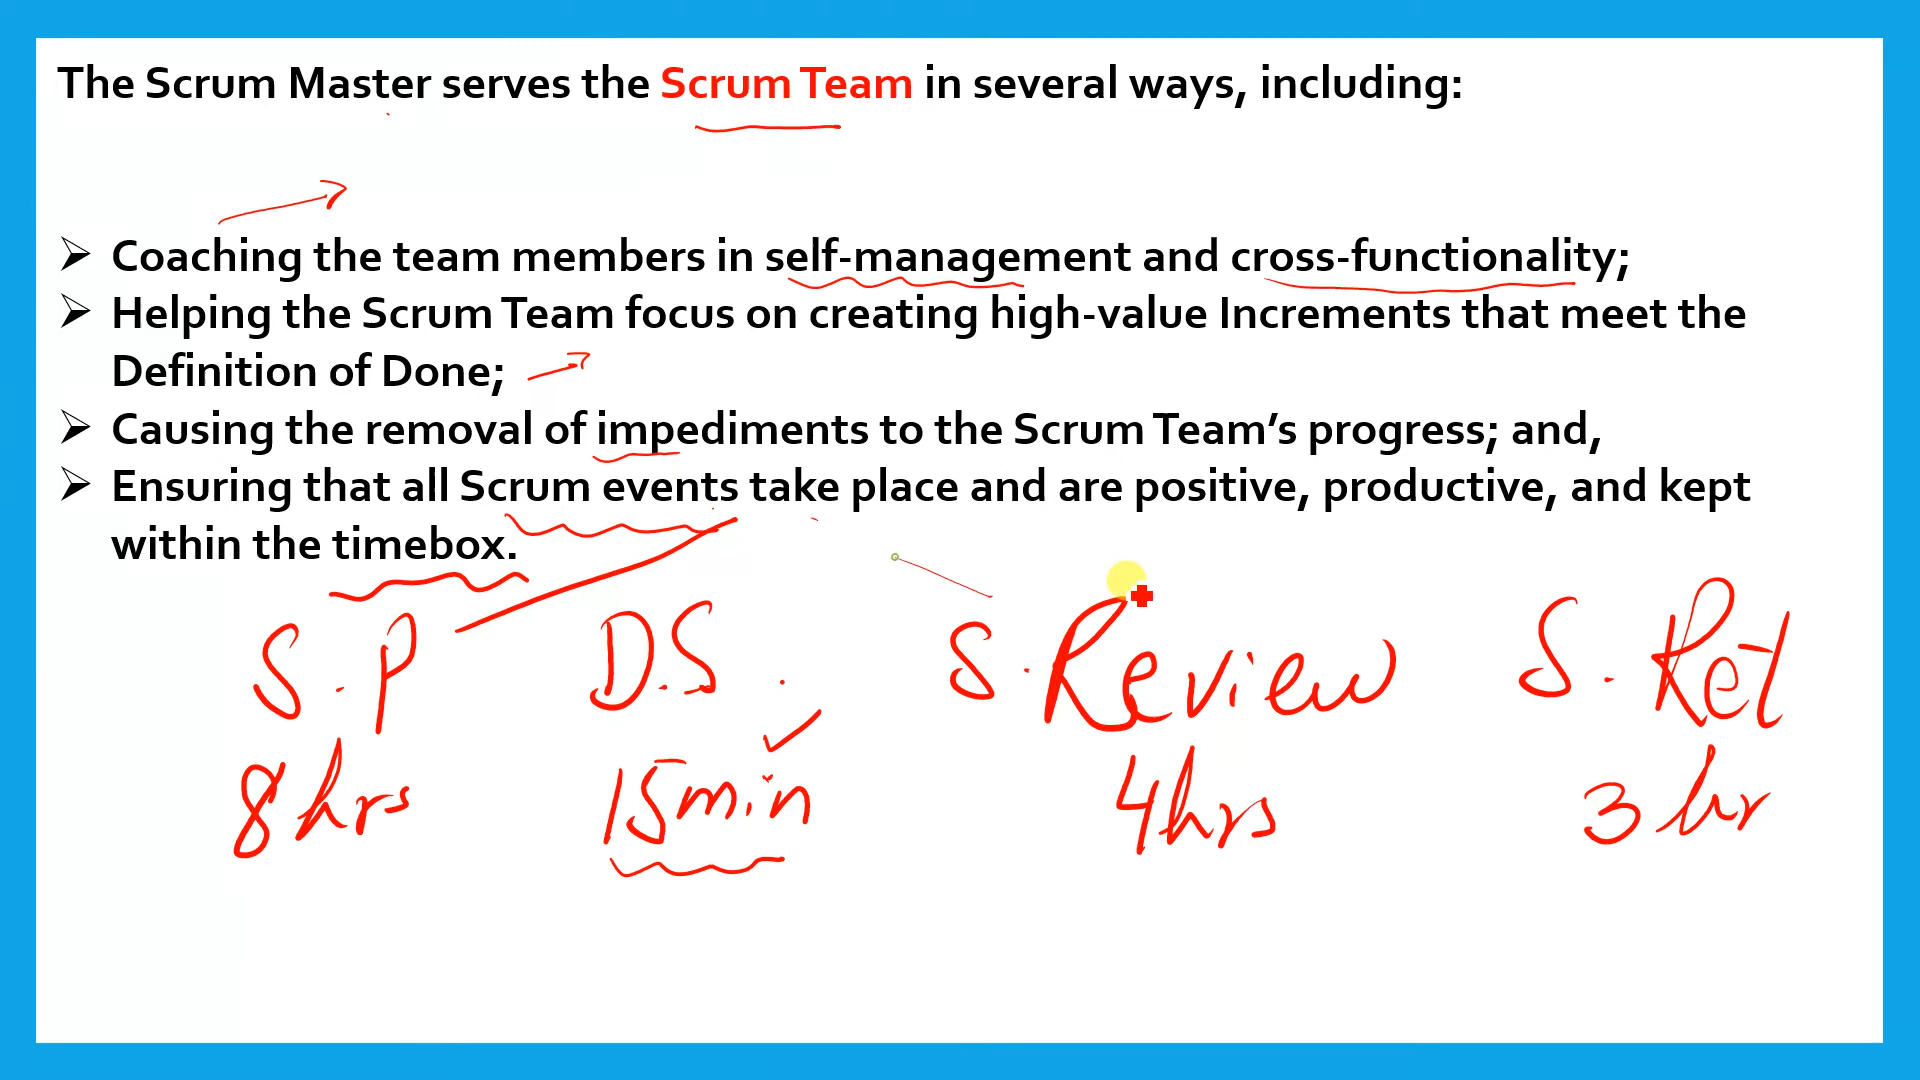 The Scrum Master serves the Scrum Team in several ways, including:
➢ Coaching the team members in self-management and cross-functionality;
➢ Helping the Scrum Team focus on creating high-value Increments that meet the
Definition of Done;
➢ Causing the removal of impediments to the Scrum Team’s progress; and,
➢ Ensuring that all Scrum events take place and are positive, productive, and kept
within the timebox.
S.P D.S. S.Review S.Ret
8hrs 15min 4hrs 3hr